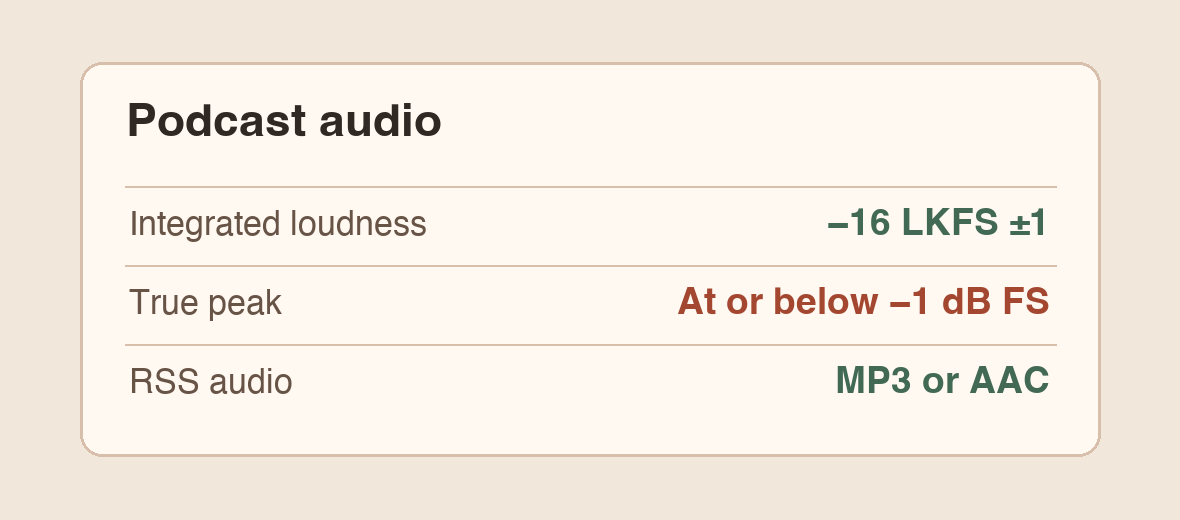 Podcast audio
Integrated loudness –16 LKFS ±1
True peak At or below –1 dB FS
RSS audio MP3 or AAC